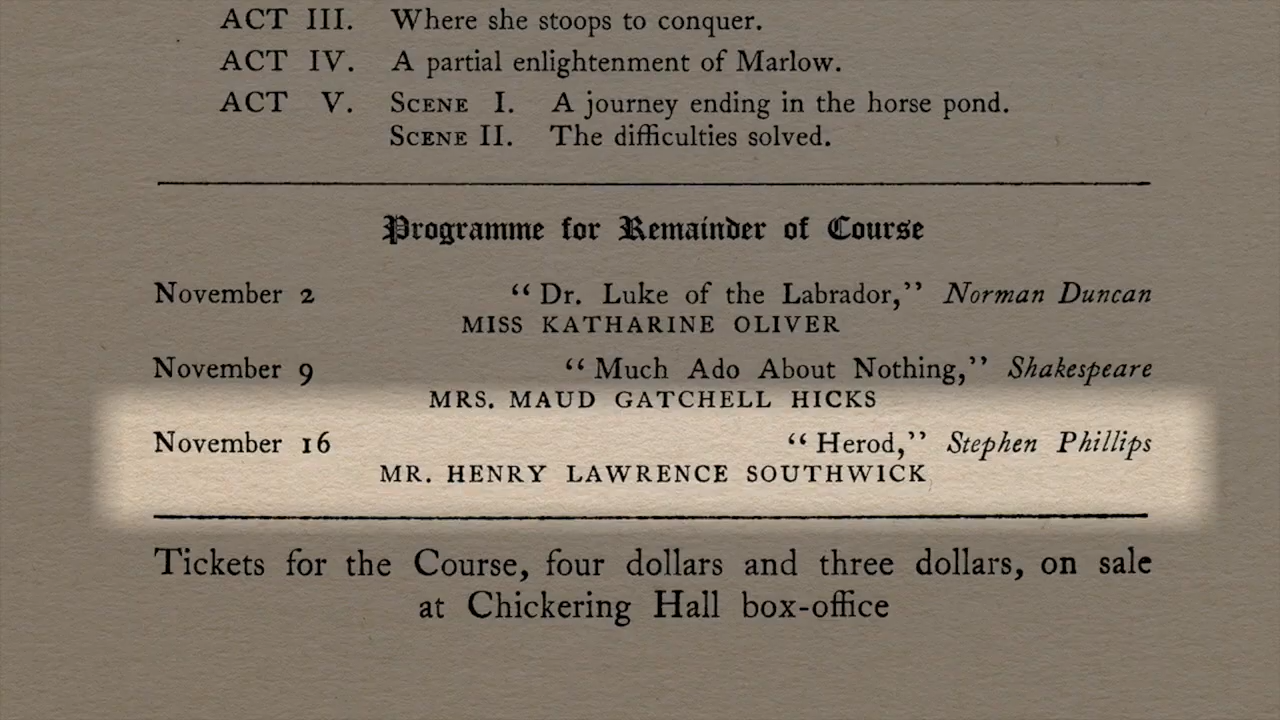 ACT III. Where she stoops to conquer.
ACT IV. A partial enlightenment of Marlow.
ACT V. SCENE I. A journey ending in the horse pond.
SCENE II. The difficulties solved.
Programme for Remainder of Course
November 2 “Dr. Luke of the Labrador,” Norman Duncan
MISS KATHARINE OLIVER
November 9 “Much Ado About Nothing,” Shakespeare
MRS. MAUD GATCHELL HICKS
November 16 “Herod,” Stephen Phillips
MR. HENRY LAWRENCE SOUTHWICK
Tickets for the Course, four dollars and three dollars, on sale
at Chickering Hall box-office